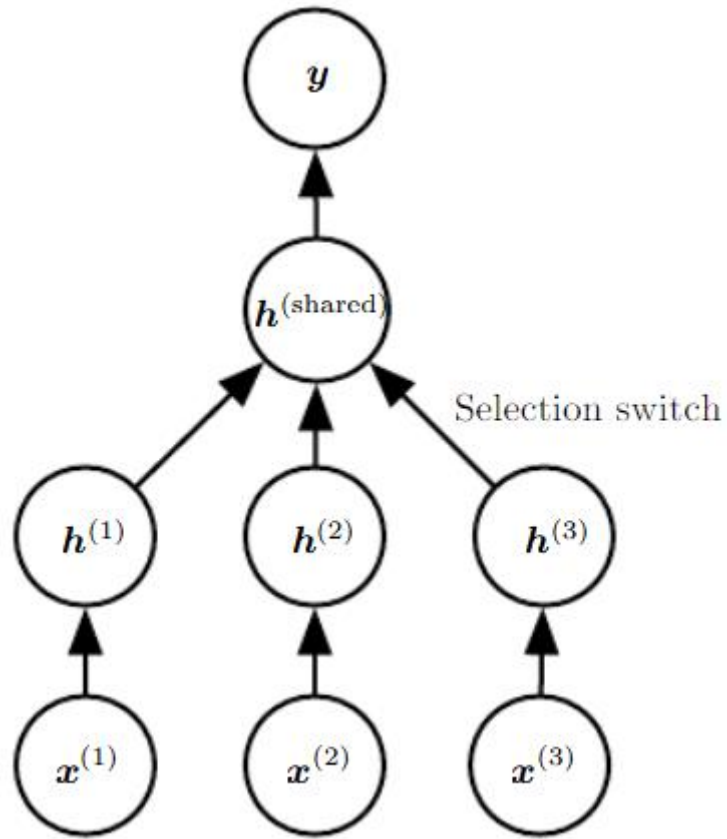 y
h(shared)
Selection switch
h(1) h(2) h(3)
x(1) x(2) x(3)